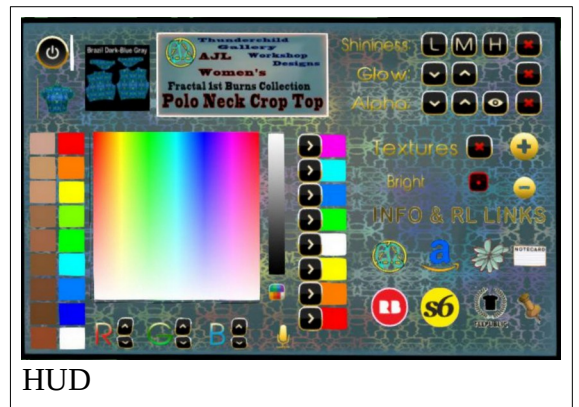 Brazil Dark-Blue Gray
Thunderchild
Gallery
AJL Workshop
Designs
Women's
Fractal 1st Burns Collection
Polo Neck Crop Top
Shininess L M H
Glow:
Alpha:
Textures
Bright
INFO & RL LINKS
a
NOTECARD
RB
s6
R G B
HUD